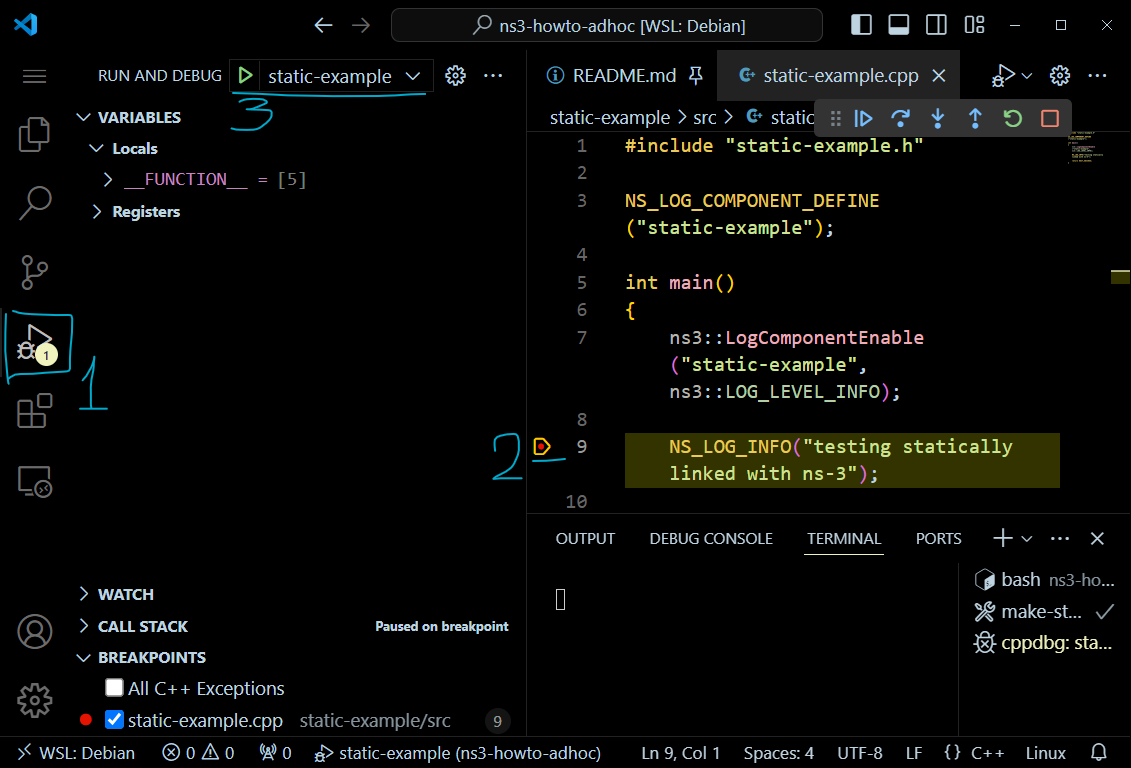 ns3-howto-adhoc [WSL: Debian]
RUN AND DEBUG
static-example
3
VARIABLES
Locals
__FUNCTION__ = [5]
Registers
1
1
WATCH
CALL STACK
Paused on breakpoint
BREAKPOINTS
All C++ Exceptions
static-example.cpp static-example/src 9
README.md
static-example.cpp
static-example > src > static
1 #include "static-example.h"
2
3 NS_LOG_COMPONENT_DEFINE
("static-example");
4
5 int main()
6 {
7 ns3::LogComponentEnable
("static-example",
ns3::LOG_LEVEL_INFO);
8
2
9 NS_LOG_INFO("testing statically
linked with ns-3");
10
OUTPUT DEBUG CONSOLE TERMINAL PORTS
bash ns3-ho...
make-st...
cppdbg: sta...
WSL: Debian 0 0 0 static-example (ns3-howto-adhoc) Ln 9, Col 1 Spaces: 4 UTF-8 LF {} C++ Linux